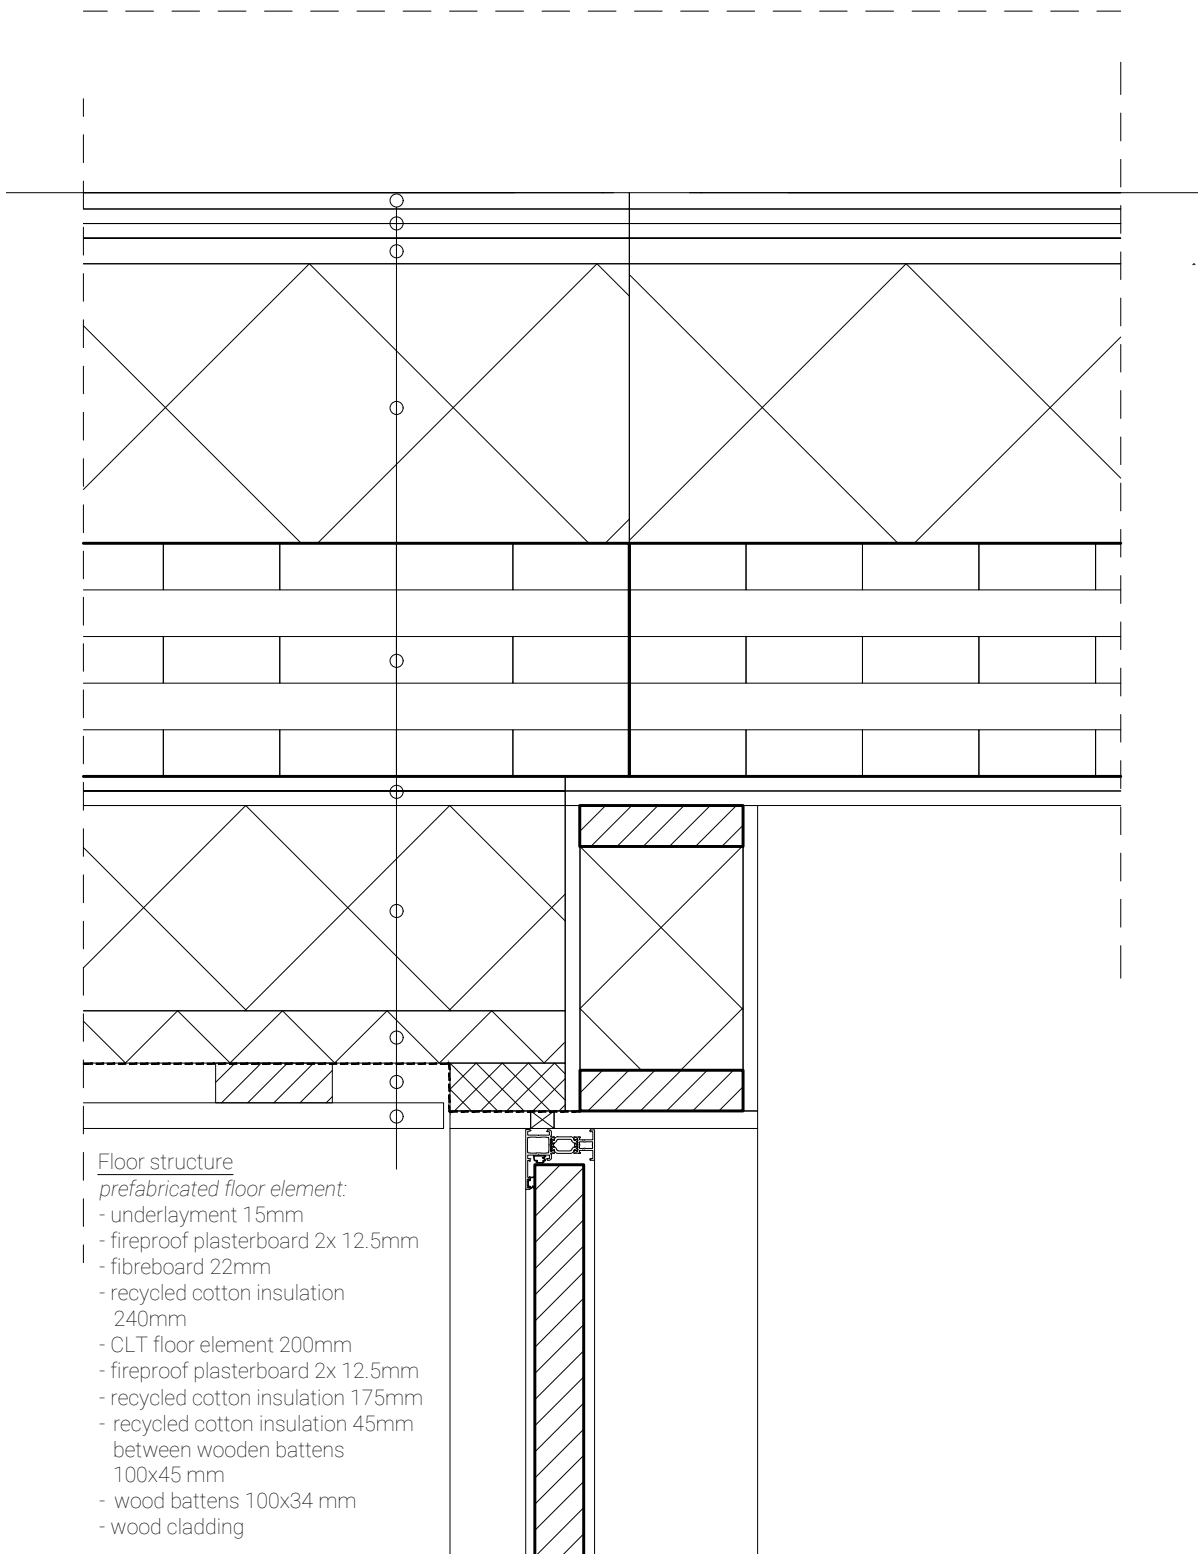 Floor structure
prefabricated floor element:
- underlayment 15mm
- fireproof plasterboard 2x 12.5mm
- fibreboard 22mm
- recycled cotton insulation
240mm
- CLT floor element 200mm
- fireproof plasterboard 2x 12.5mm
- recycled cotton insulation 175mm
- recycled cotton insulation 45mm
between wooden battens
100x45 mm
- wood battens 100x34 mm
- wood cladding